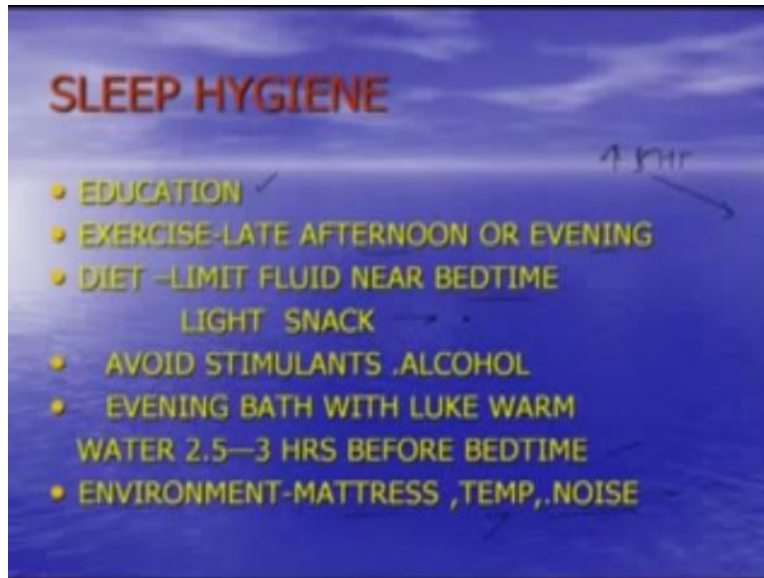 SLEEP HYGIENE
• EDUCATION ✓
• EXERCISE-LATE AFTERNOON OR EVENING
• DIET –LIMIT FLUID NEAR BEDTIME
LIGHT SNACK
• AVOID STIMULANTS .ALCOHOL
• EVENING BATH WITH LUKE WARM
WATER 2.5—3 HRS BEFORE BEDTIME
• ENVIRONMENT-MATTRESS ,TEMP,.NOISE